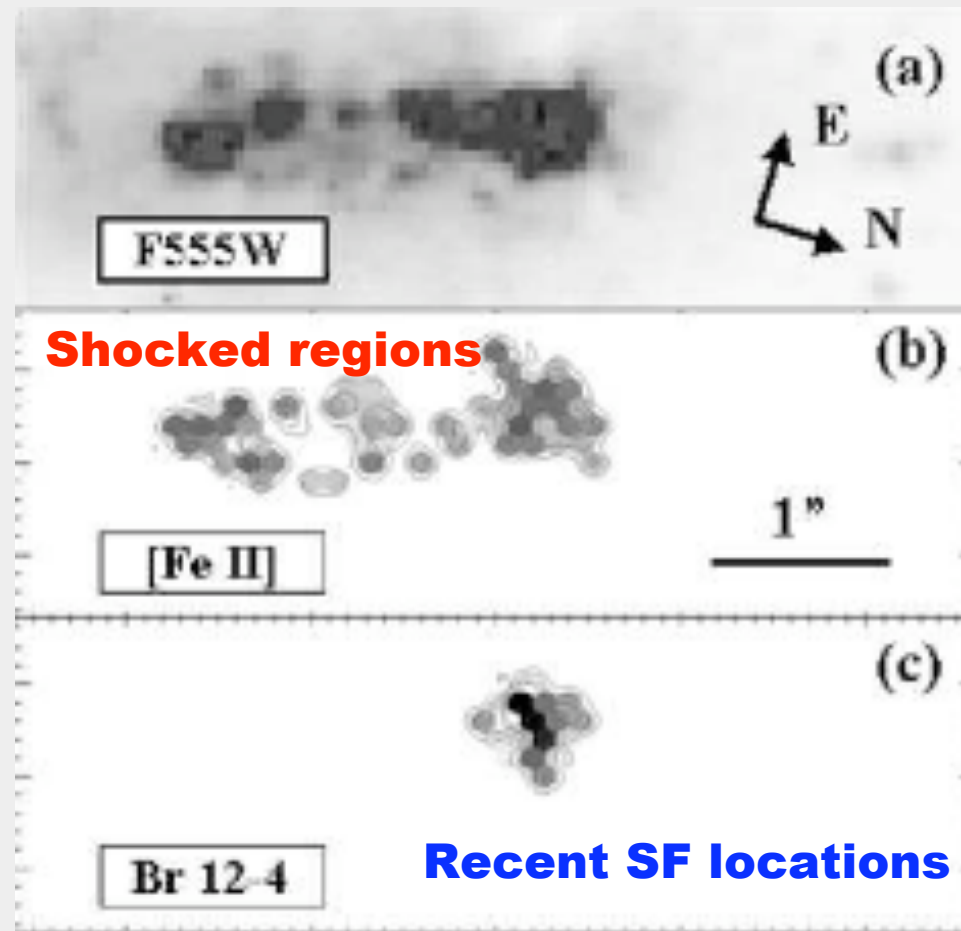 (a)
E
N
F555W
Shocked regions
(b)
1”
[Fe II]
(c)
Br 12-4
Recent SF locations